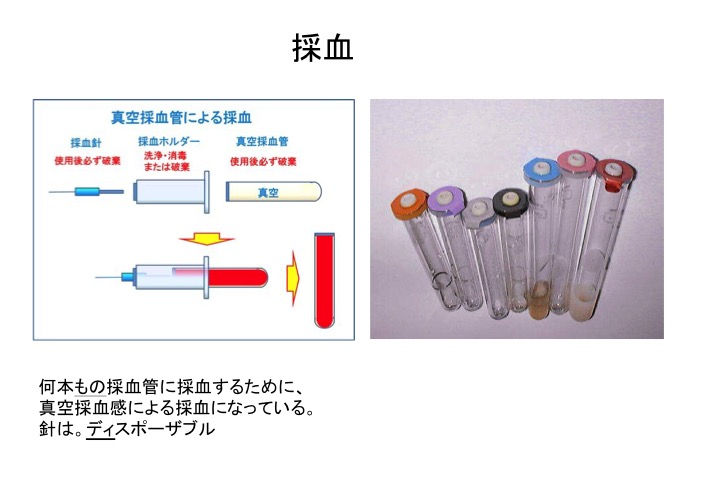 採血
真空採血管による採血
採血針
使用後必ず破棄
採血ホルダー
洗浄・消毒
または破棄
真空採血管
使用後必ず破棄
真空
何本もの採血管に採血するために、
真空採血感による採血になっている。
針は。ディスポーザブル